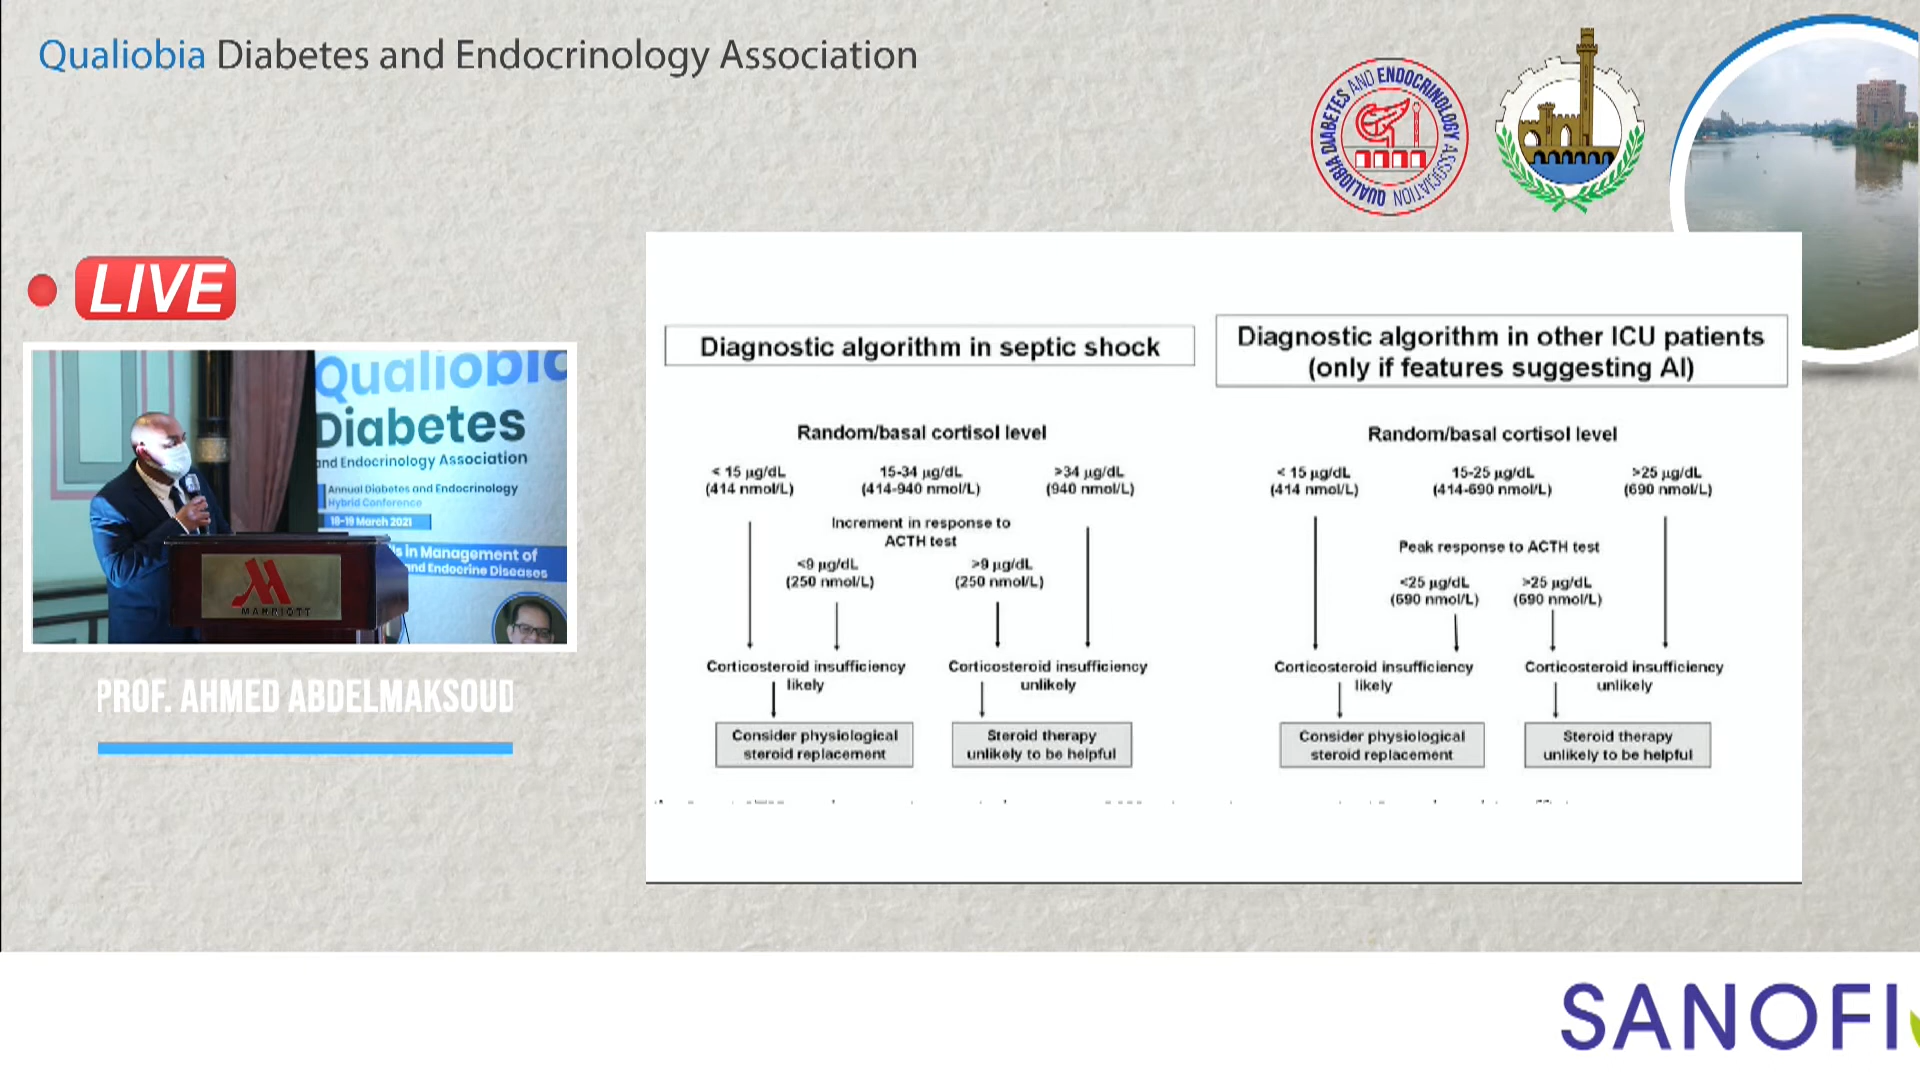 Qualiobia Diabetes and Endocrinology Association
QUALIOBIA DIABETES AND ENDOCRINOLOGY ASSOCIATION
LIVE
Qualiobia
Diabetes
and Endocrinology Association
Annual Diabetes and Endocrinology
Hybrid Conference
18-19 March 2021
in Management of
and Endocrine Diseases
MARRIOTT
PROF. AHMED ABDELMAKSOUD
Diagnostic algorithm in septic shock
Random/basal cortisol level
< 15 µg/dL 15-34 µg/dL >34 µg/dL
(414 nmol/L) (414-940 nmol/L) (940 nmol/L)
Increment in response to
ACTH test
<9 µg/dL >9 µg/dL
(250 nmol/L) (250 nmol/L)
Corticosteroid insufficiency
likely
Corticosteroid insufficiency
unlikely
Consider physiological
steroid replacement
Steroid therapy
unlikely to be helpful
Diagnostic algorithm in other ICU patients
(only if features suggesting AI)
Random/basal cortisol level
< 15 µg/dL 15-25 µg/dL >25 µg/dL
(414 nmol/L) (414-690 nmol/L) (690 nmol/L)
Peak response to ACTH test
<25 µg/dL >25 µg/dL
(690 nmol/L) (690 nmol/L)
Corticosteroid insufficiency
likely
Corticosteroid insufficiency
unlikely
Consider physiological
steroid replacement
Steroid therapy
unlikely to be helpful
SANOFI